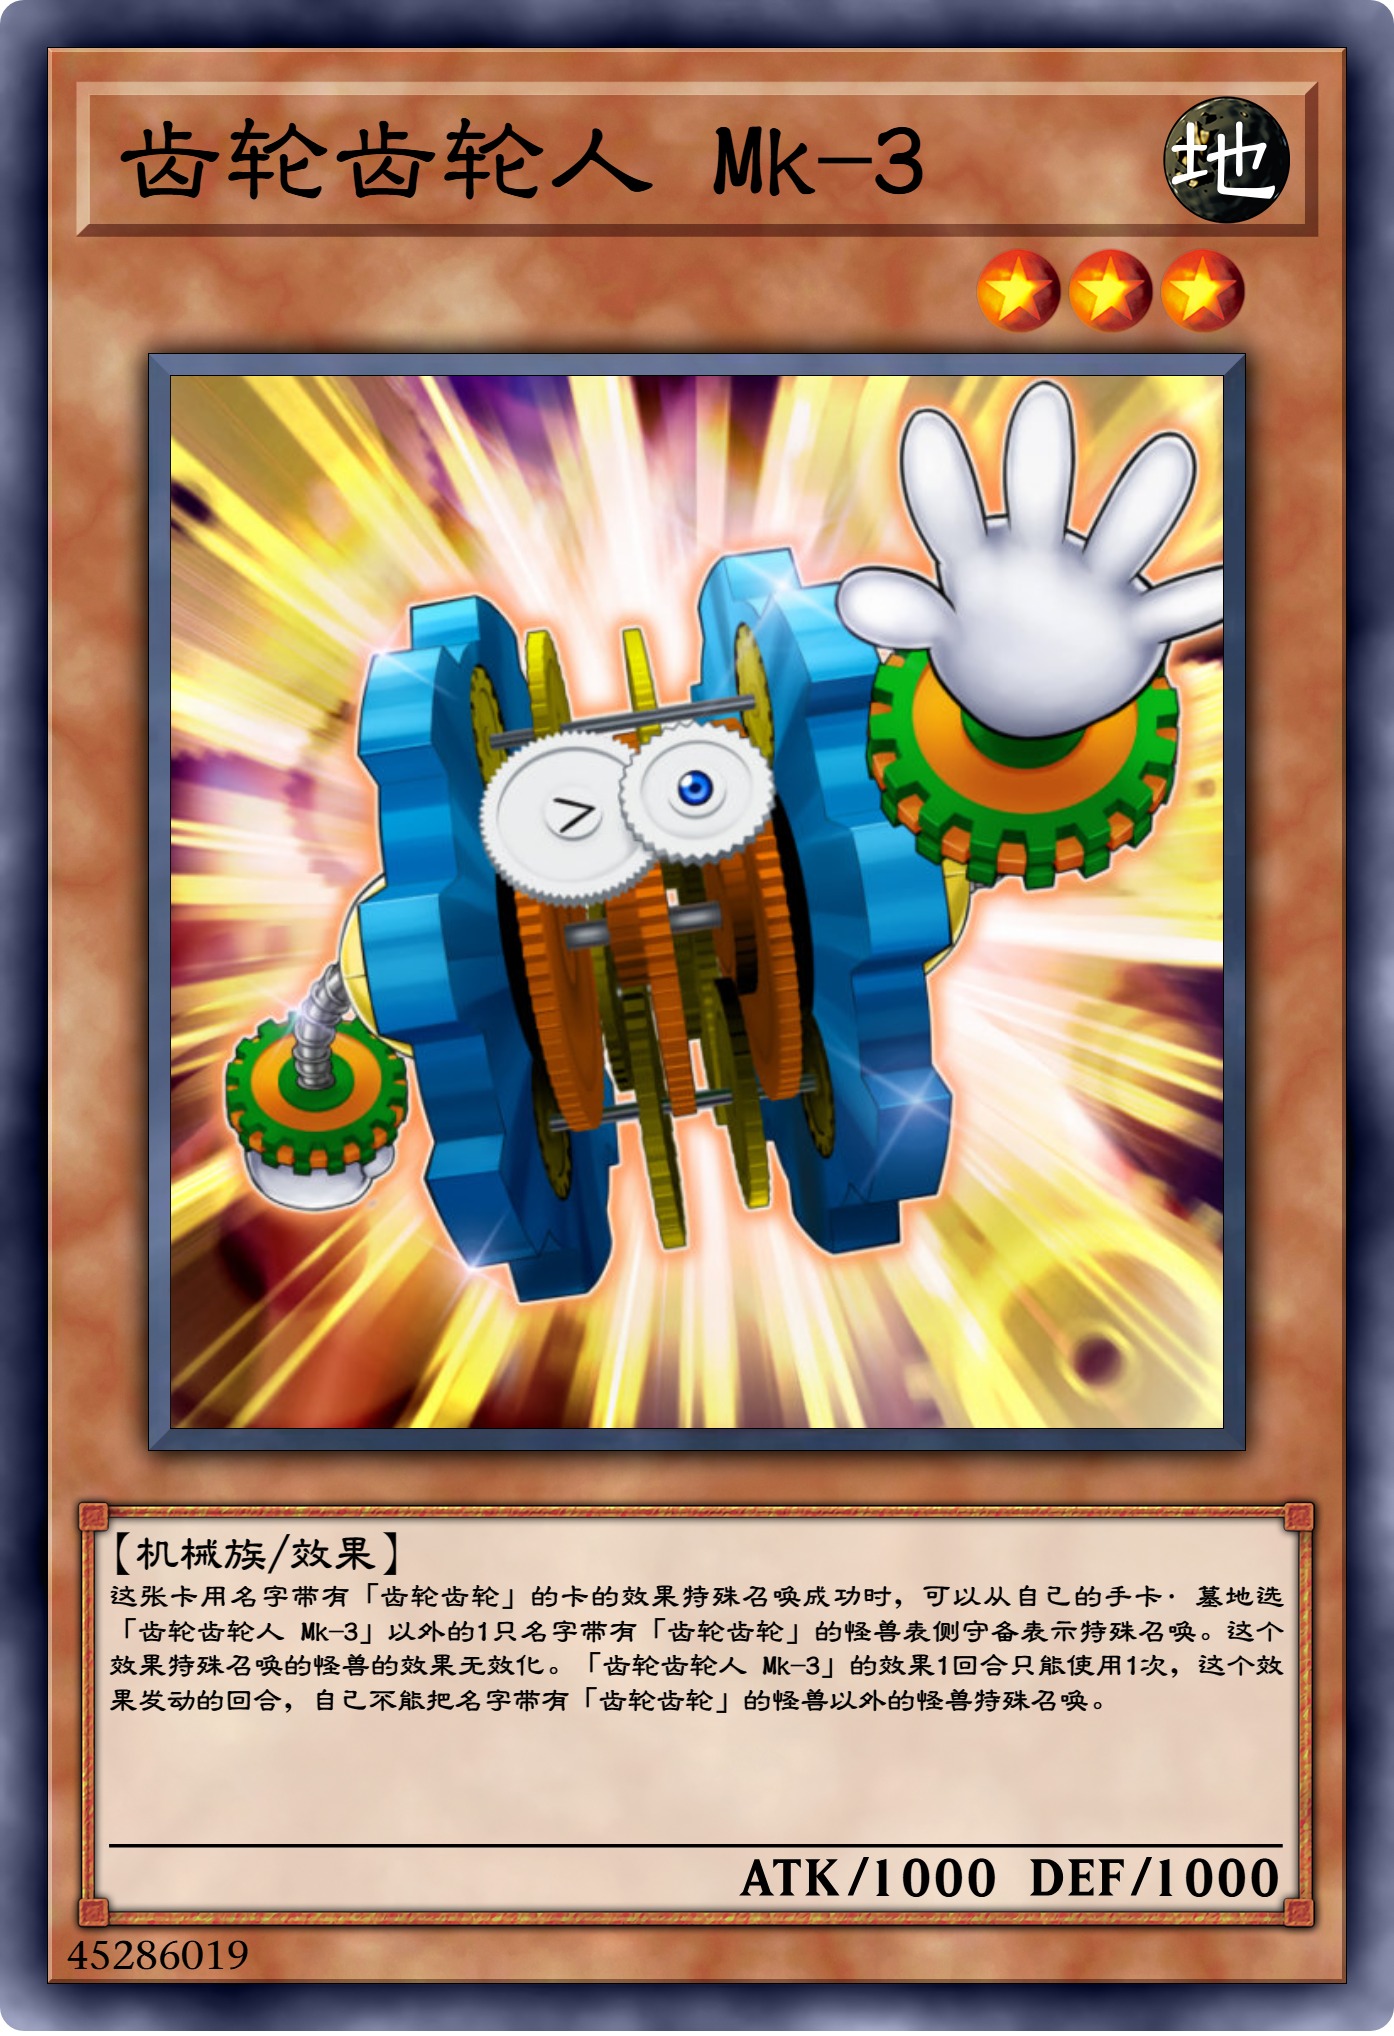 齿轮齿轮人 Mk-3
地
【机械族/效果】
这张卡用名字带有「齿轮齿轮」的卡的效果特殊召唤成功时，可以从自己的手卡·墓地选
「齿轮齿轮人 Mk-3」以外的1只名字带有「齿轮齿轮」的怪兽表侧守备表示特殊召唤。这个
效果特殊召唤的怪兽的效果无效化。「齿轮齿轮人 Mk-3」的效果1回合只能使用1次，这个效
果发动的回合，自己不能把名字带有「齿轮齿轮」的怪兽以外的怪兽特殊召唤。
ATK/1000 DEF/1000
45286019